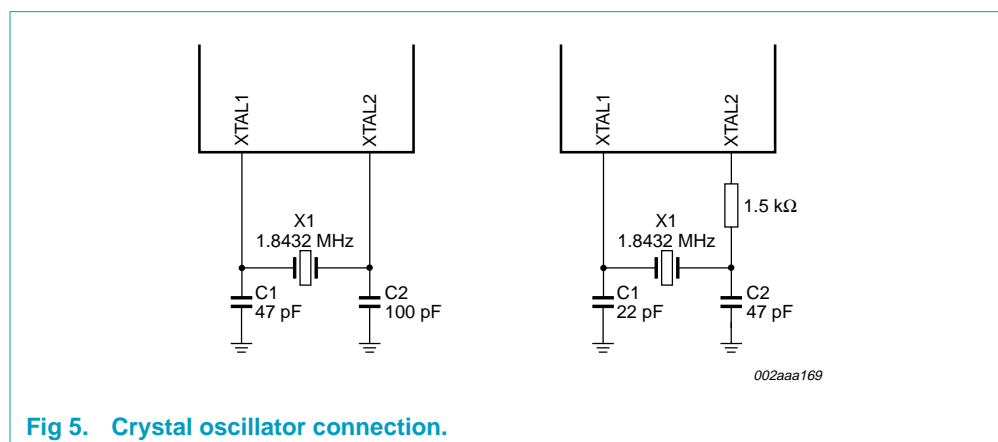 XTAL1
XTAL2
X1
1.8432 MHz
C1
47 pF
C2
100 pF
XTAL1
XTAL2
1.5 kΩ
X1
1.8432 MHz
C1
22 pF
C2
47 pF
002aaa169
Fig 5. Crystal oscillator connection.